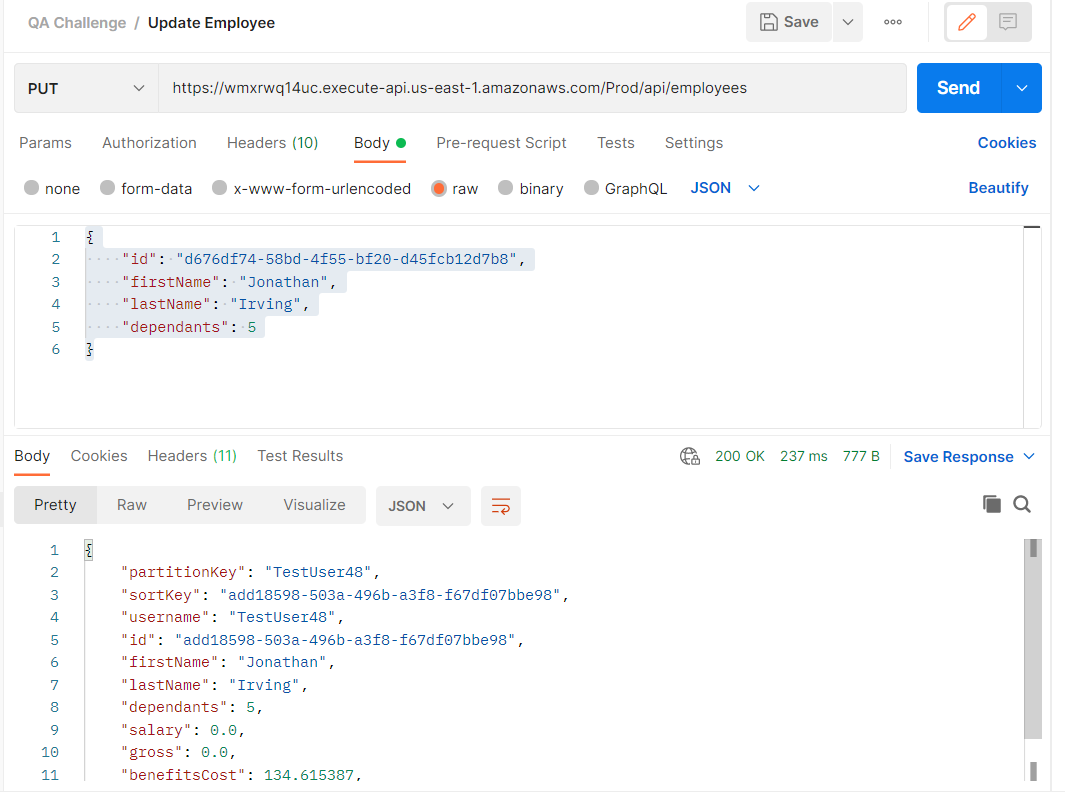 QA Challenge / Update Employee
Save
PUT
https://wmxrwq14uc.execute-api.us-east-1.amazonaws.com/Prod/api/employees
Send
Params Authorization Headers (10) Body Pre-request Script Tests Settings Cookies
none form-data x-www-form-urlencoded raw binary GraphQL JSON Beautify
1 {
2 "id": "d676df74-58bd-4f55-bf20-d45fcb12d7b8",
3 "firstName": "Jonathan",
4 "lastName": "Irving",
5 "dependants": 5
6 }
Body Cookies Headers (11) Test Results 200 OK 237 ms 777 B Save Response
Pretty Raw Preview Visualize JSON
1 {
2 "partitionKey": "TestUser48",
3 "sortKey": "add18598-503a-496b-a3f8-f67df07bbe98",
4 "username": "TestUser48",
5 "id": "add18598-503a-496b-a3f8-f67df07bbe98",
6 "firstName": "Jonathan",
7 "lastName": "Irving",
8 "dependants": 5,
9 "salary": 0.0,
10 "gross": 0.0,
11 "benefitsCost": 134.615387,